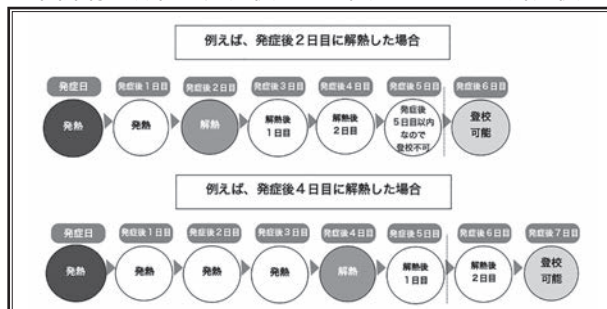 例えば、発症後2日目に解熱した場合
発症日 発症後1日目 発症後2日目 発症後3日目 発症後4日目 発症後5日目 発症後6日目
発熱 発熱 解熱 解熱後 1日目 解熱後 2日目 発症後 5日目以内 なので 登校不可 登校 可能
例えば、発症後4日目に解熱した場合
発症日 発症後1日目 発症後2日目 発症後3日目 発症後4日目 発症後5日目 発症後6日目 発症後7日目
発熱 発熱 発熱 発熱 解熱 解熱後 1日目 解熱後 2日目 登校 可能